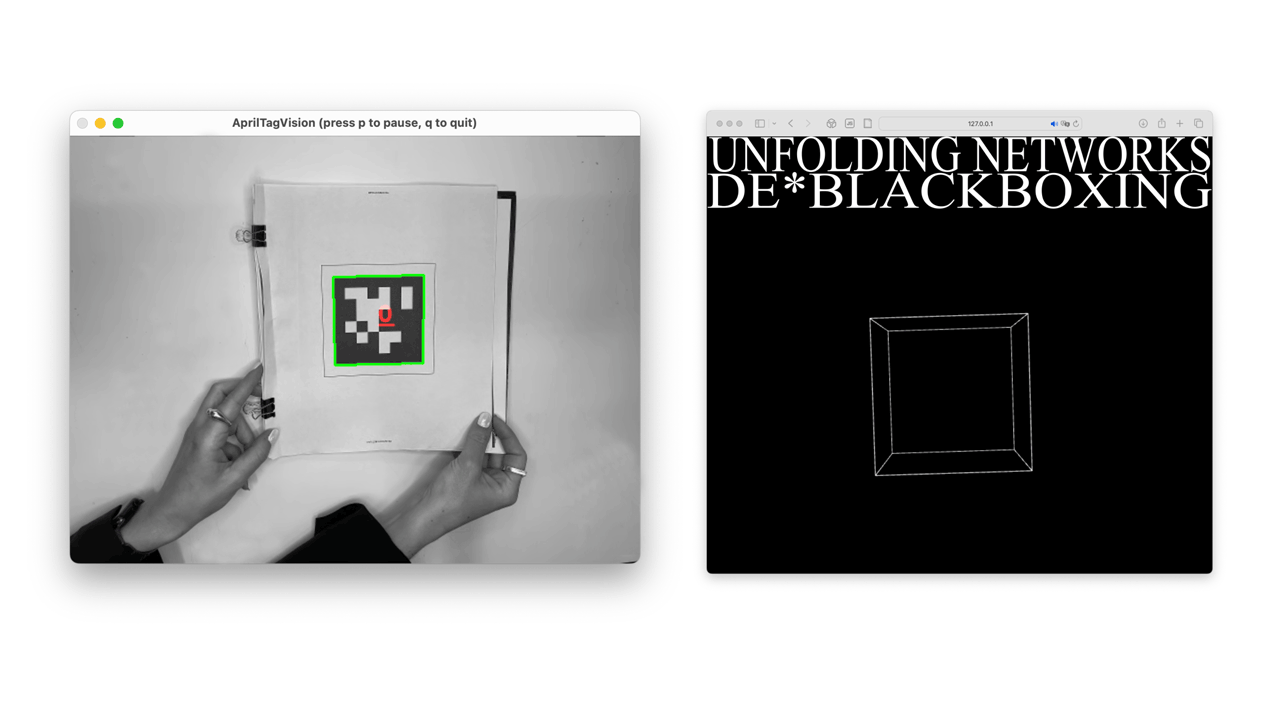 AprilTagVision (press p to pause, q to quit)
0
127.0.0.1
UNFOLDING NETWORKS
DE*BLACKBOXING